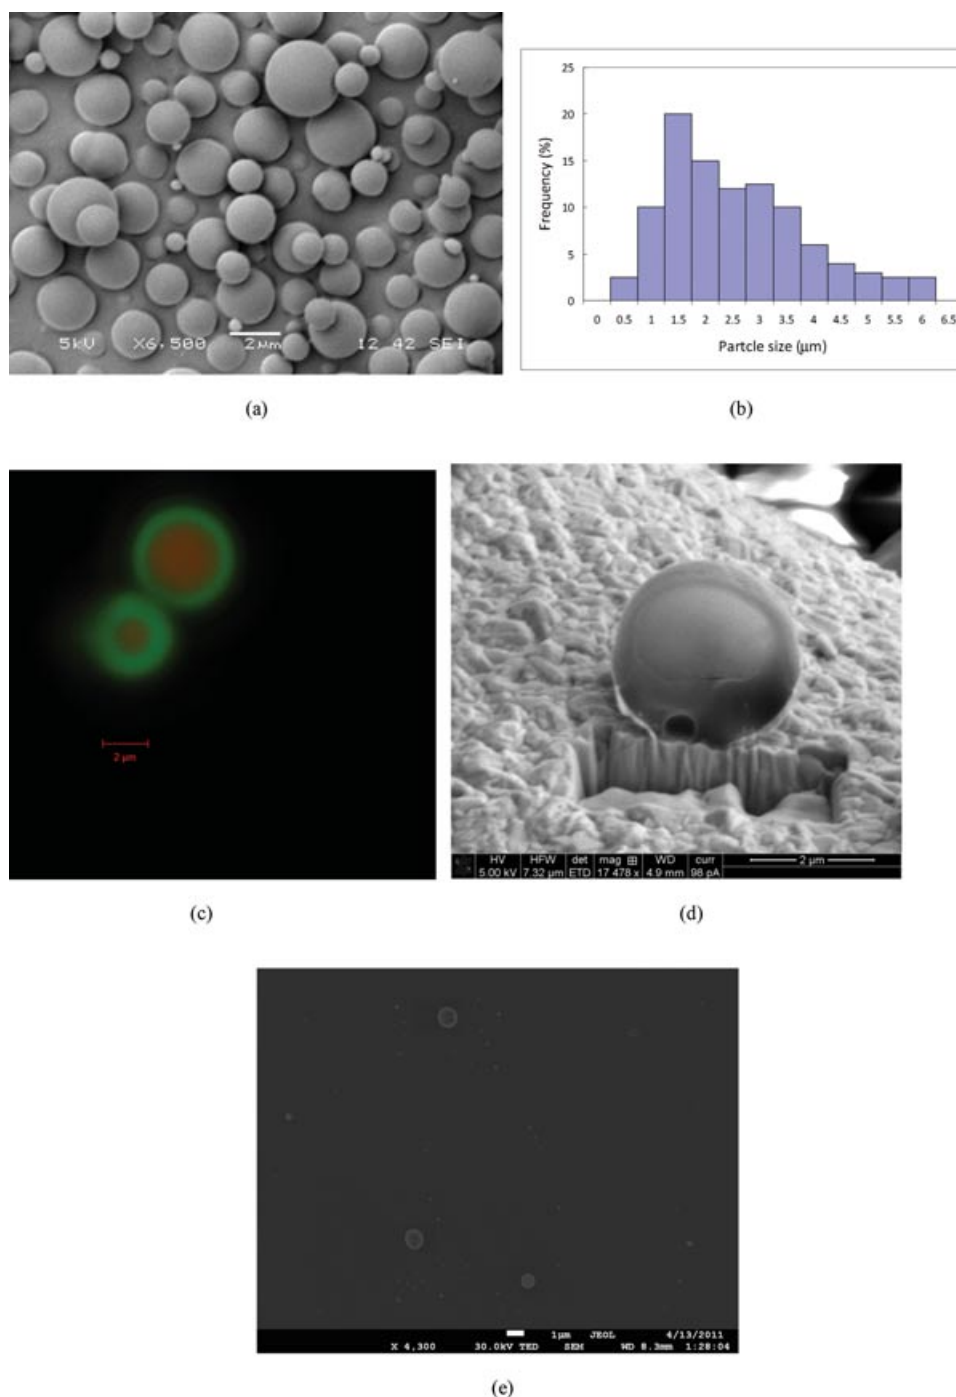 5kV X6,500 2µm 12 42 SEI
(a)
25
20
15
10
5
0
Frequency (%)
0 0.5 1 1.5 2 2.5 3 3.5 4 4.5 5 5.5 6 6.5
Partcle size (µm)
(b)
2 µm
(c)
HV HFW det mag ⊞ WD curr
5.00 kV 7.32 µm ETD 17 478 x 4.9 mm 98 pA
2 µm
(d)
1µm JEOL 4/13/2011
X 4,300 30.0kV TED SEM WD 8.3mm 1:28:04
(e)